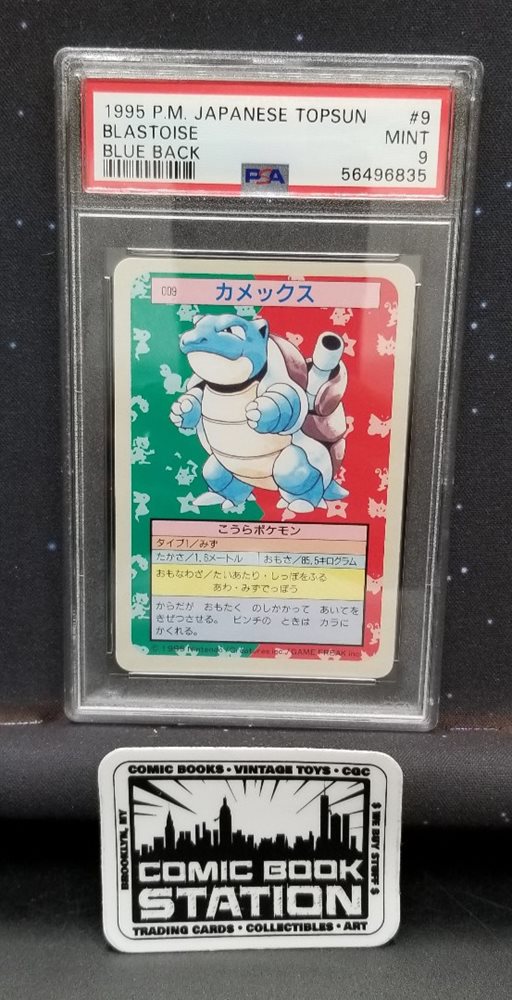 1995 P.M. JAPANESE TOPSUN #9
BLASTOISE MINT
BLUE BACK 9
PSA 56496835
009 カメックス
こうらポケモン
タイプ1/みず
たかさ/1.6メートル おもさ/85.5キログラム
おもなわざ/たいあたり・しっぽをふる
あわ・みずでっぽう
からだが おもたく のしかかって あいてを
きぜつさせる。 ピンチの ときは カラに
かくれる。
© 1995 Nintendo/Creatures inc./GAME FREAK inc.
COMIC BOOKS • VINTAGE TOYS • CGC
BROOKLYN, NY
$ WE BUY STUFF $
COMIC BOOK
STATION
TRADING CARDS • COLLECTIBLES • ART